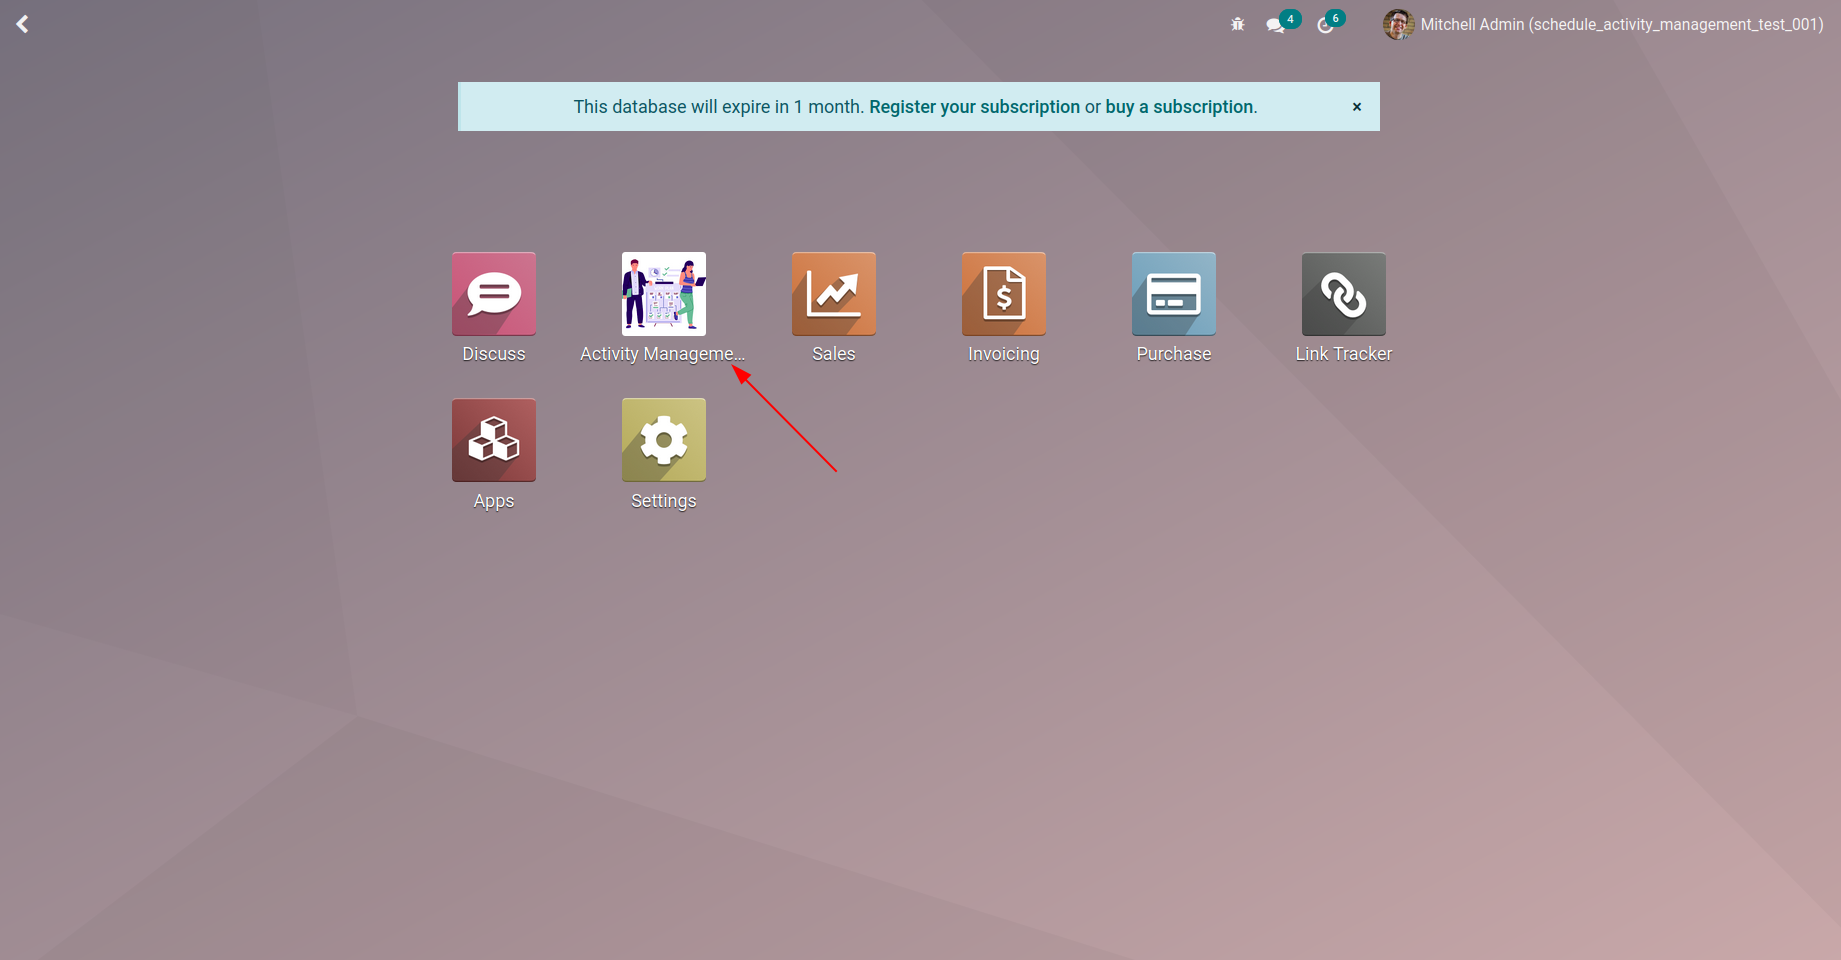 4
6
Mitchell Admin (schedule_activity_management_test_001)
This database will expire in 1 month. Register your subscription or buy a subscription.
×
Discuss
Activity Manageme...
Sales
Invoicing
Purchase
Link Tracker
Apps
Settings